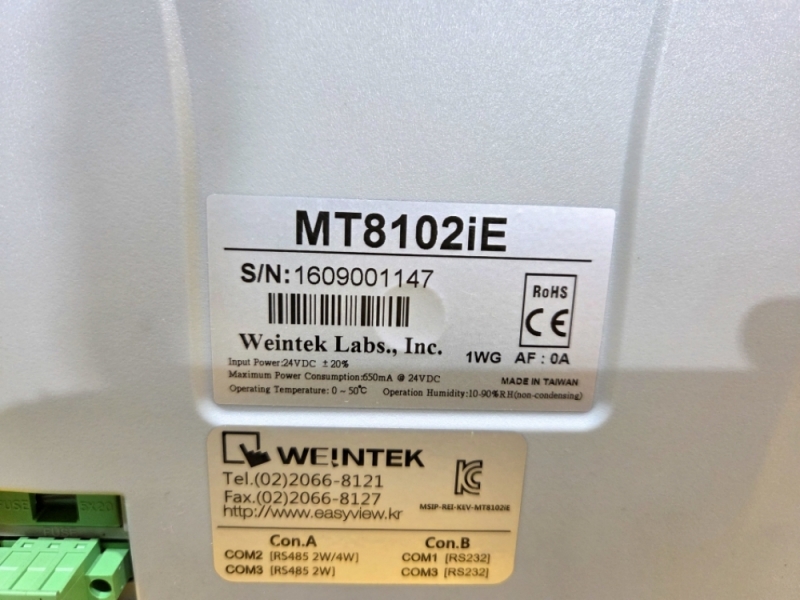 MT8102iE
S/N:1609001147
RoHS
CE
Weintek Labs., Inc.
1WG AF : 0A
Input Power:24VDC ±20%
Maximum Power Consumption:650mA @ 24VDC
MADE IN TAIWAN
Operating Temperature: 0 ~ 50℃ Operation Humidity:10-90%RH(non-condensing)
WE!NTEK
Tel.(02)2066-8121
Fax.(02)2066-8127
http://www.easyview.kr
MSIP-REI-KEV-MT8102iE
Con.A Con.B
COM2 [RS485 2W/4W] COM1 [RS232]
COM3 [RS485 2W] COM3 [RS232]